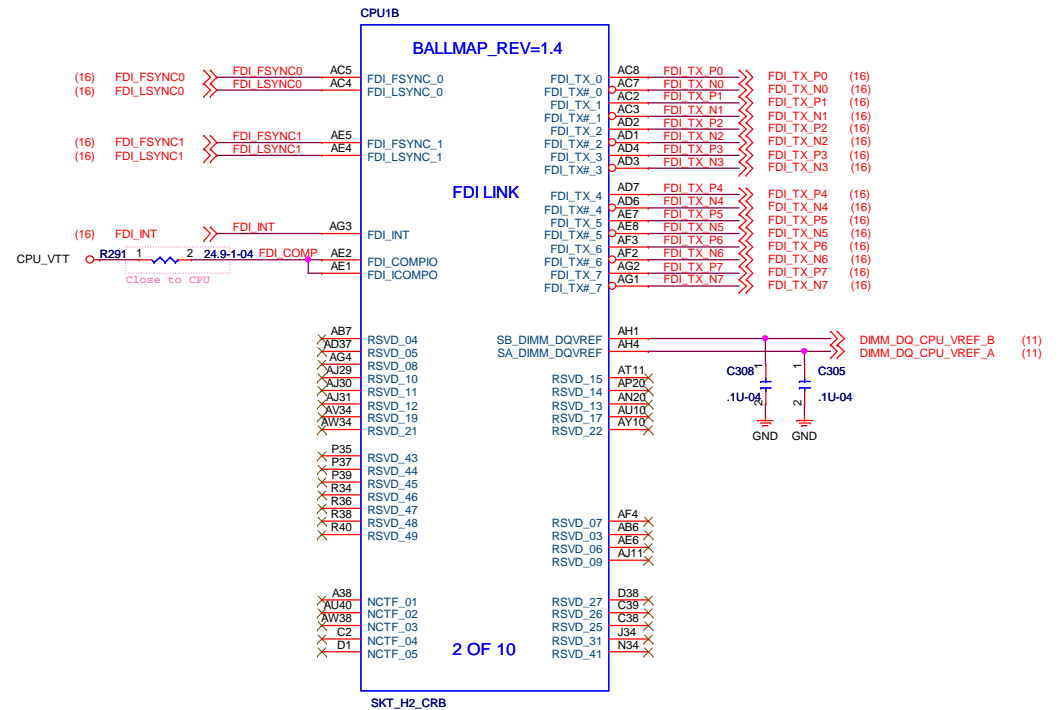 CPU1B
BALLMAP_REV=1.4
(16) FDI_FSYNC0 FDI_FSYNC0 AC5 FDI_FSYNC_0
(16) FDI_LSYNC0 FDI_LSYNC0 AC4 FDI_LSYNC_0
(16) FDI_FSYNC1 FDI_FSYNC1 AE5 FDI_FSYNC_1
(16) FDI_LSYNC1 FDI_LSYNC1 AE4 FDI_LSYNC_1
FDI LINK
(16) FDI_INT FDI_INT AG3 FDI_INT
CPU_VTT R291 1 2 24.9-1-04 FDI_COMP AE2 FDI_COMPIO
AE1 FDI_ICOMPO
Close to CPU
FDI_TX_0 AC8 FDI_TX_P0 FDI_TX_P0 (16)
FDI_TX#_0 AC7 FDI_TX_N0 FDI_TX_N0 (16)
FDI_TX_1 AC2 FDI_TX_P1 FDI_TX_P1 (16)
FDI_TX#_1 AC3 FDI_TX_N1 FDI_TX_N1 (16)
FDI_TX_2 AD2 FDI_TX_P2 FDI_TX_P2 (16)
FDI_TX#_2 AD1 FDI_TX_N2 FDI_TX_N2 (16)
FDI_TX_3 AD4 FDI_TX_P3 FDI_TX_P3 (16)
FDI_TX#_3 AD3 FDI_TX_N3 FDI_TX_N3 (16)
FDI_TX_4 AD7 FDI_TX_P4 FDI_TX_P4 (16)
FDI_TX#_4 AD6 FDI_TX_N4 FDI_TX_N4 (16)
FDI_TX_5 AE7 FDI_TX_P5 FDI_TX_P5 (16)
FDI_TX#_5 AE8 FDI_TX_N5 FDI_TX_N5 (16)
FDI_TX_6 AF3 FDI_TX_P6 FDI_TX_P6 (16)
FDI_TX#_6 AF2 FDI_TX_N6 FDI_TX_N6 (16)
FDI_TX_7 AG2 FDI_TX_P7 FDI_TX_P7 (16)
FDI_TX#_7 AG1 FDI_TX_N7 FDI_TX_N7 (16)
AB7 RSVD_04
AD37 RSVD_05
AG4 RSVD_08
AJ29 RSVD_10
AJ30 RSVD_11
AJ31 RSVD_12
AV34 RSVD_19
AW34 RSVD_21
SB_DIMM_DQVREF AH1 DIMM_DQ_CPU_VREF_B (11)
SA_DIMM_DQVREF AH4 DIMM_DQ_CPU_VREF_A (11)
C308 1 2 .1U-04 GND
C305 1 2 .1U-04 GND
RSVD_15 AT11
RSVD_14 AP20
RSVD_13 AN20
RSVD_17 AU10
RSVD_22 AY10
P35 RSVD_43
P37 RSVD_44
P39 RSVD_45
R34 RSVD_46
R36 RSVD_47
R38 RSVD_48
R40 RSVD_49
RSVD_07 AF4
RSVD_03 AB6
RSVD_06 AE6
RSVD_09 AJ11
A38 NCTF_01
AU40 NCTF_02
AW38 NCTF_03
C2 NCTF_04
D1 NCTF_05
RSVD_27 D38
RSVD_26 C39
RSVD_25 C38
RSVD_31 J34
RSVD_41 N34
2 OF 10
SKT_H2_CRB